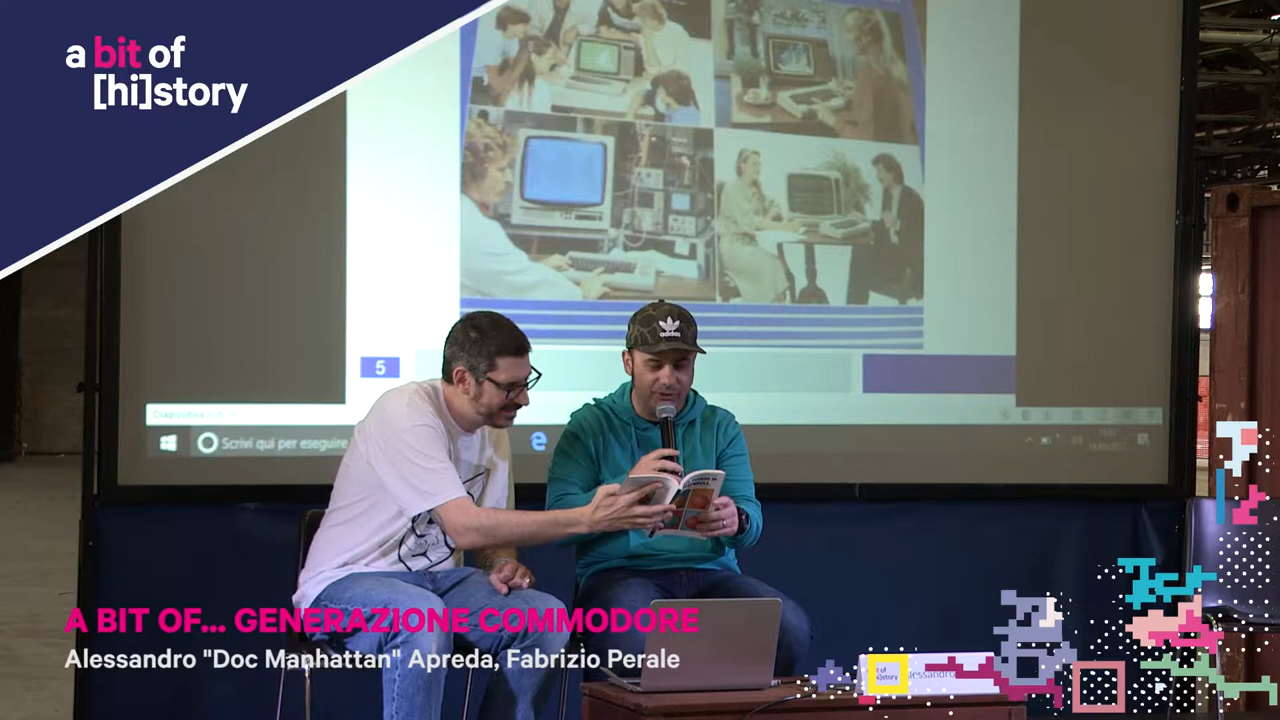 a bit of
[hi]story
adidas
5
Scrivi qui per eseguire
A BIT OF... GENERAZIONE COMMODORE
Alessandro "Doc Manhattan" Apreda, Fabrizio Perale